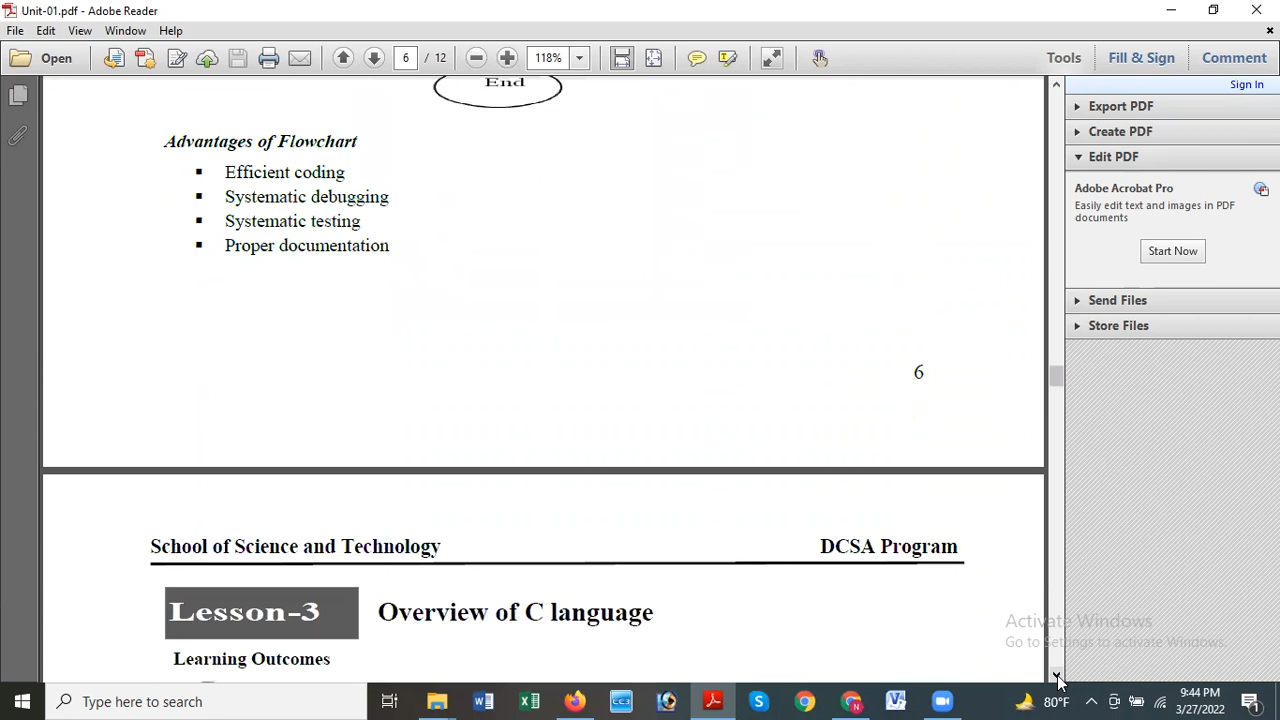 Unit-01.pdf - Adobe Reader
File Edit View Window Help
Open 6 / 12 118% Tools Fill & Sign Comment
Sign In
End
Export PDF
Advantages of Flowchart
Create PDF
Edit PDF
Efficient coding
Adobe Acrobat Pro
Systematic debugging
Easily edit text and images in PDF
documents
Systematic testing
Proper documentation
Start Now
Send Files
Store Files
6
School of Science and Technology DCSA Program
Lesson-3 Overview of C language
Activate Windows
Go to Settings to activate Windows.
Learning Outcomes
Type here to search
80°F
9:44 PM
3/27/2022
1